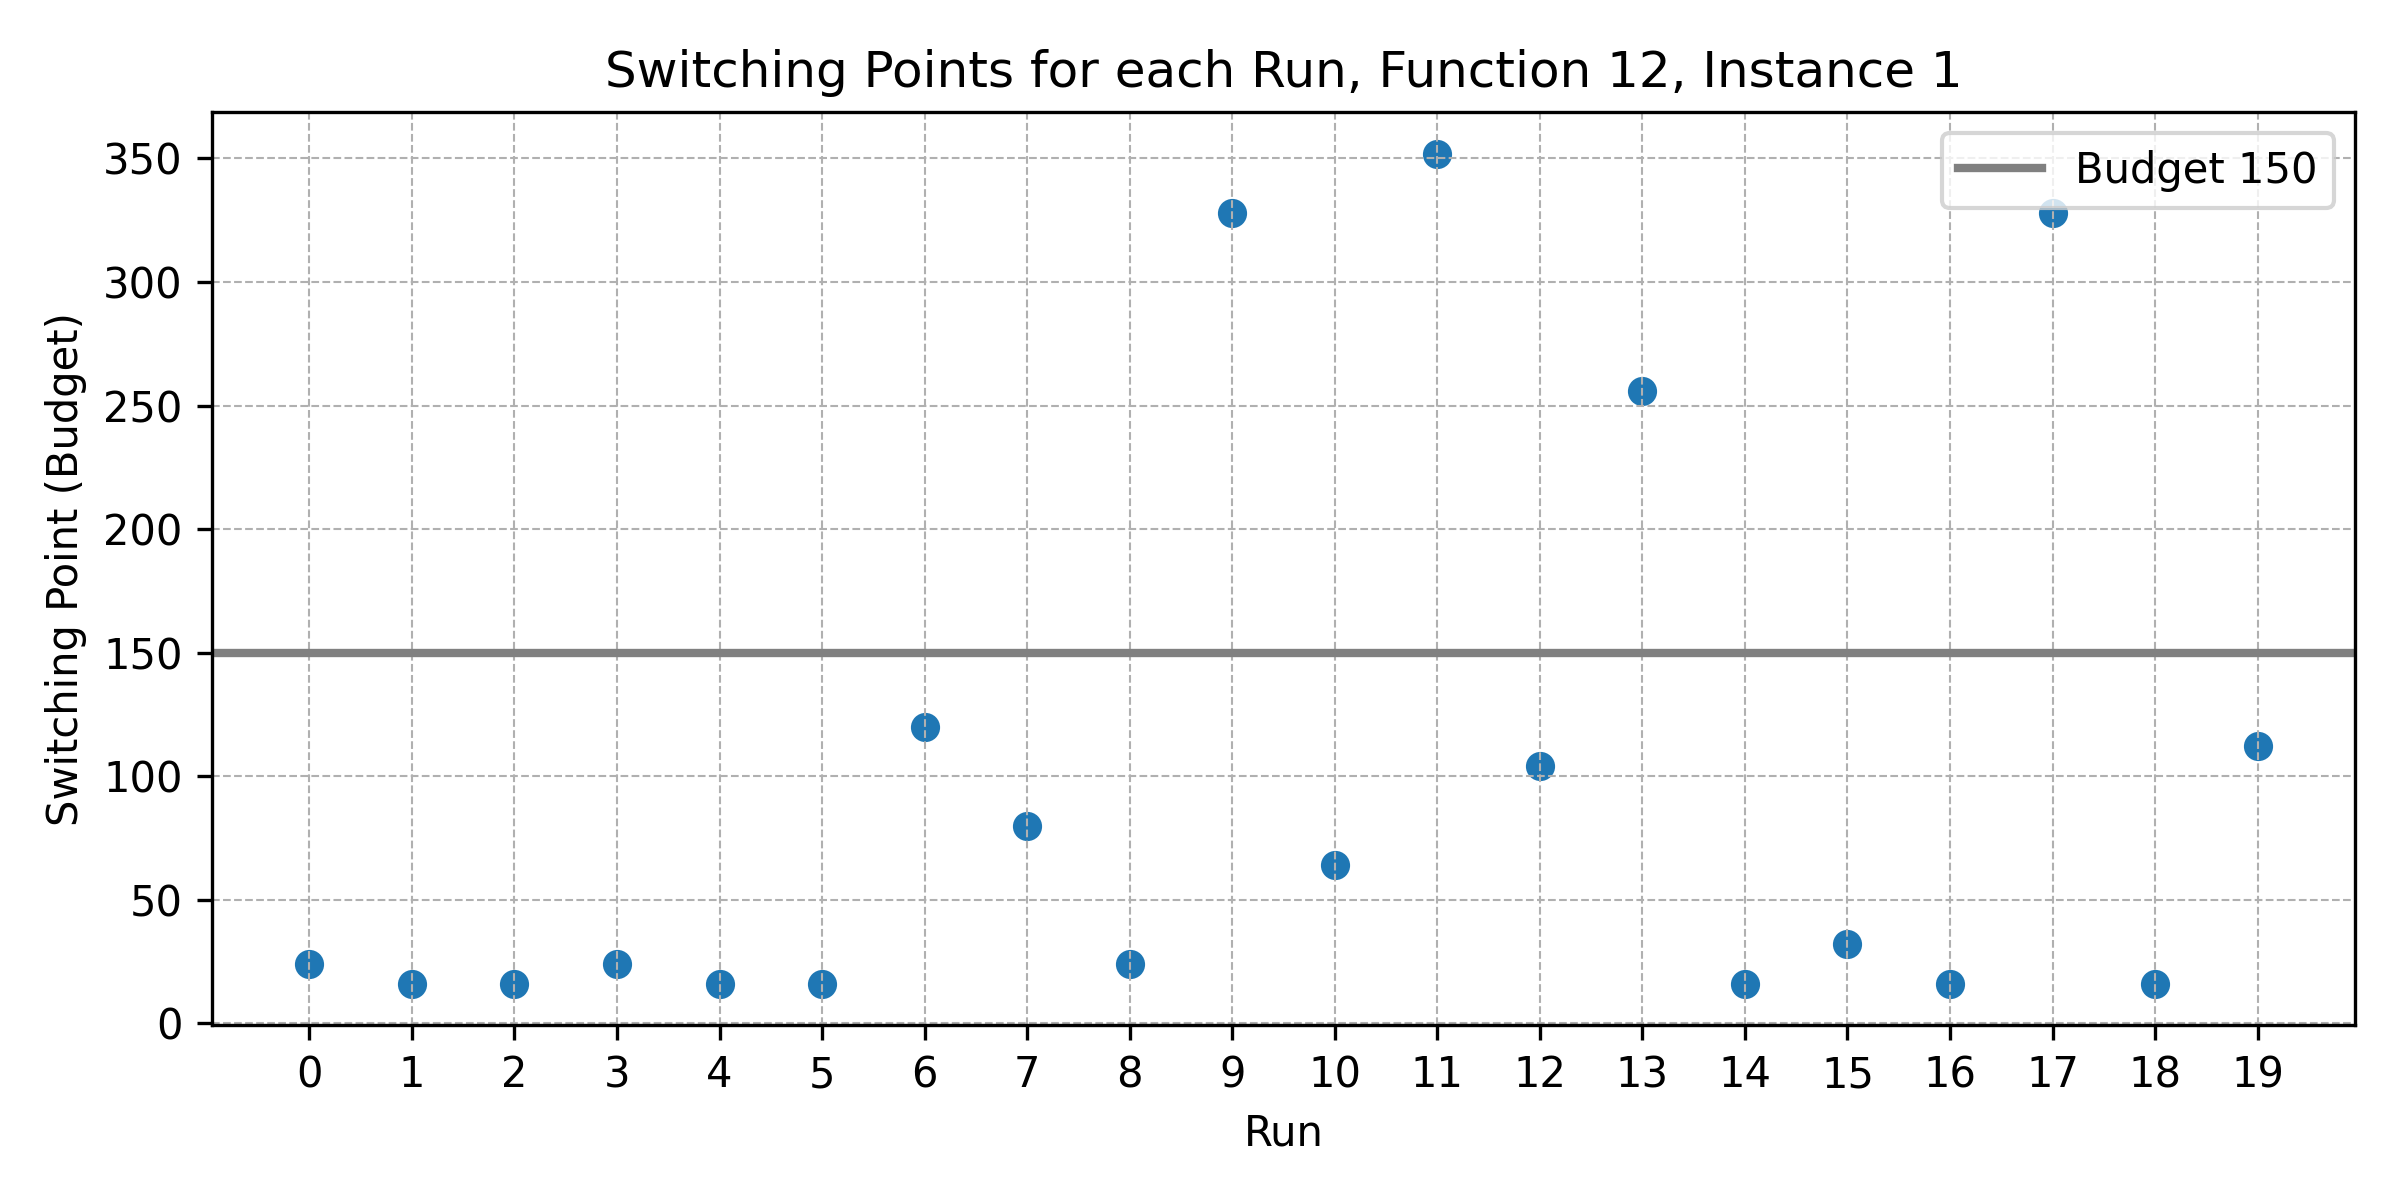 Switching Points for each Run, Function 12, Instance 1
Budget 150
Switching Point (Budget)
350
300
250
200
150
100
50
0
0 1 2 3 4 5 6 7 8 9 10 11 12 13 14 15 16 17 18 19
Run